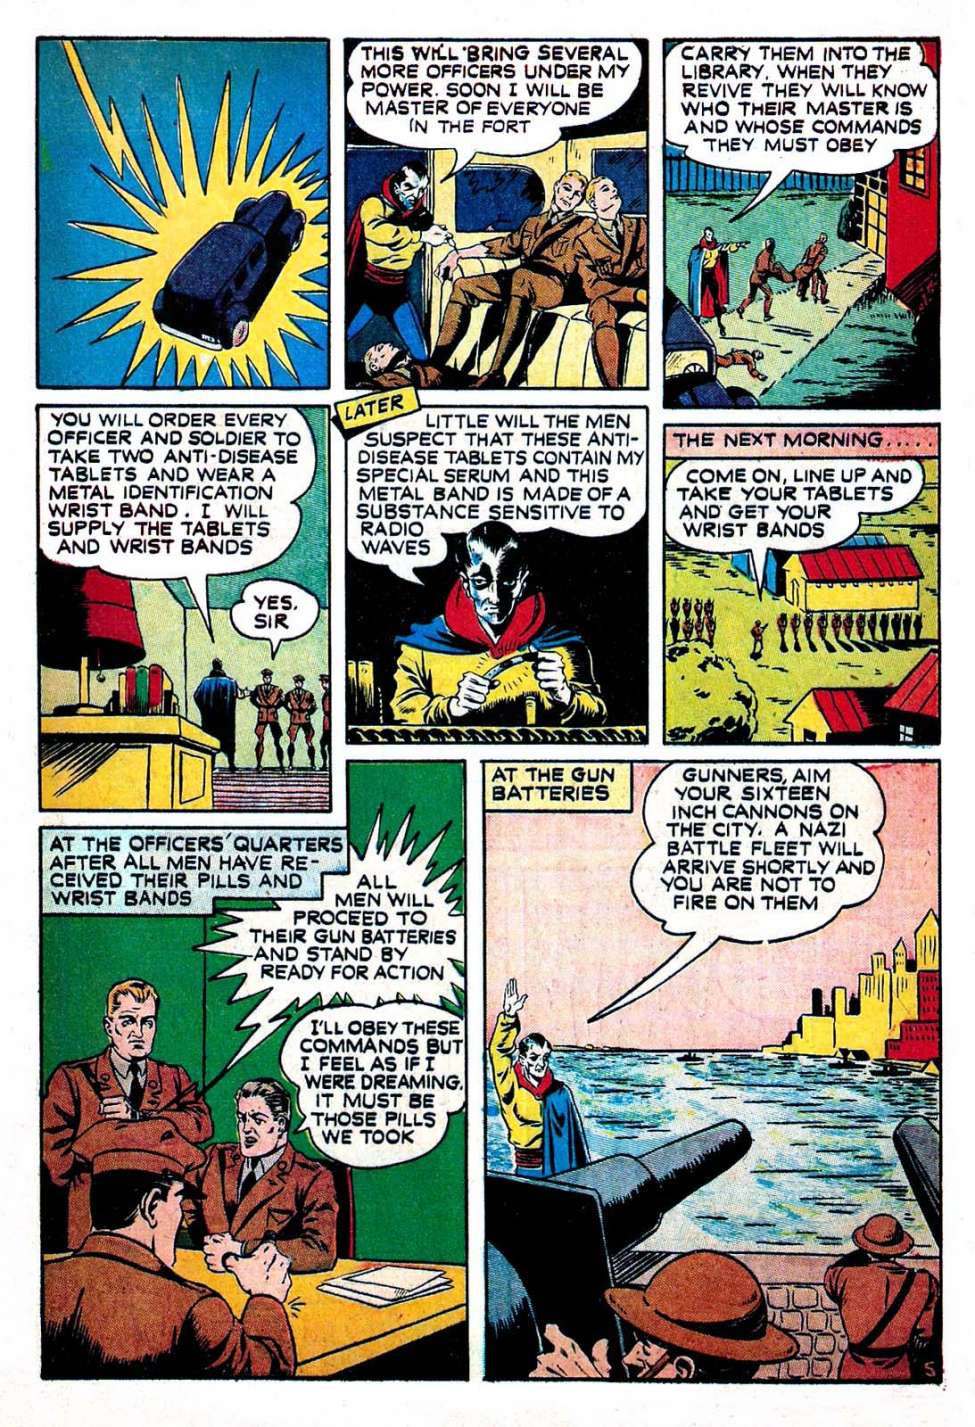 THIS WILL BRING SEVERAL
MORE OFFICERS UNDER MY
POWER. SOON I WILL BE
MASTER OF EVERYONE
IN THE FORT
CARRY THEM INTO THE
LIBRARY, WHEN THEY
REVIVE THEY WILL KNOW
WHO THEIR MASTER IS
AND WHOSE COMMANDS
THEY MUST OBEY
YOU WILL ORDER EVERY
OFFICER AND SOLDIER TO
TAKE TWO ANTI-DISEASE
TABLETS AND WEAR A
METAL IDENTIFICATION
WRIST BAND. I WILL
SUPPLY THE TABLETS
AND WRIST BANDS
YES,
SIR
LATER
LITTLE WILL THE MEN
SUSPECT THAT THESE ANTI-
DISEASE TABLETS CONTAIN MY
SPECIAL SERUM AND THIS
METAL BAND IS MADE OF A
SUBSTANCE SENSITIVE TO
RADIO
WAVES
THE NEXT MORNING.....
COME ON, LINE UP AND
TAKE YOUR TABLETS
AND GET YOUR
WRIST BANDS
AT THE OFFICERS' QUARTERS
AFTER ALL MEN HAVE RE-
CEIVED THEIR PILLS AND
WRIST BANDS
ALL
MEN WILL
PROCEED TO
THEIR GUN BATTERIES
AND STAND BY
READY FOR ACTION
I'LL OBEY THESE
COMMANDS BUT
I FEEL AS IF I
WERE DREAMING.
IT MUST BE
THOSE PILLS
WE TOOK
AT THE GUN
BATTERIES
GUNNERS, AIM
YOUR SIXTEEN
INCH CANNONS ON
THE CITY. A NAZI
BATTLE FLEET WILL
ARRIVE SHORTLY AND
YOU ARE NOT TO
FIRE ON THEM
5